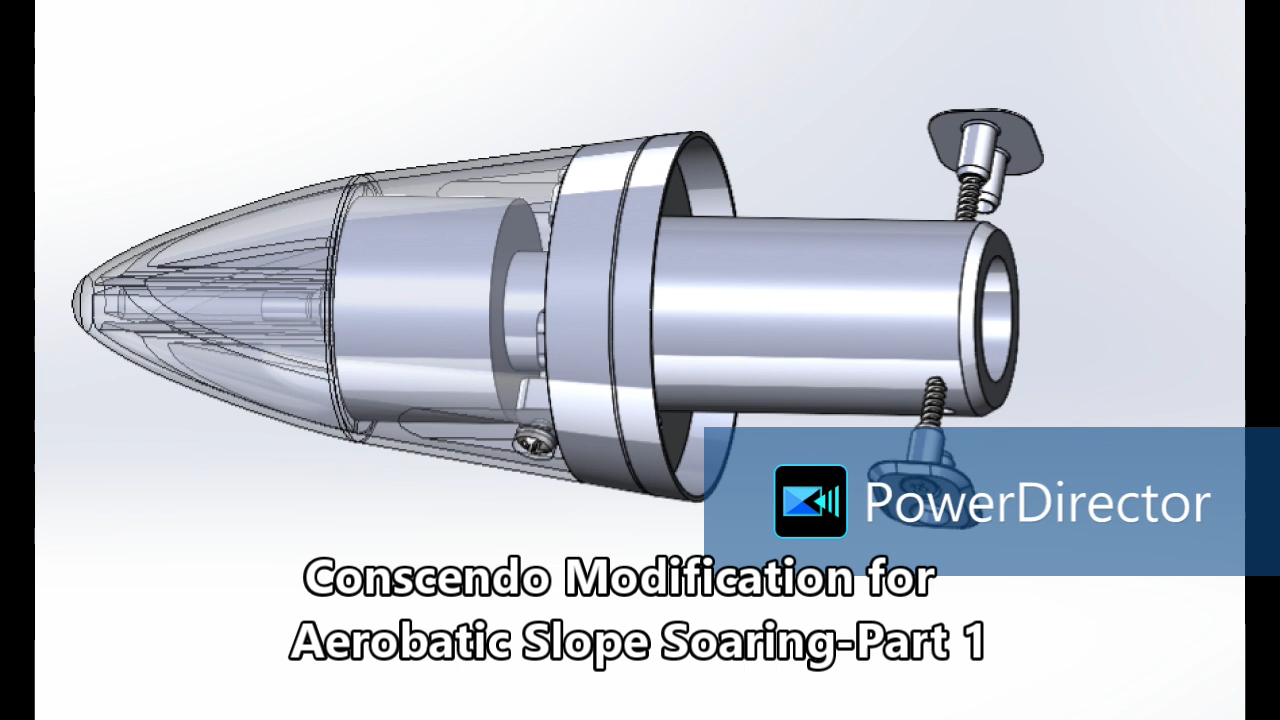 PowerDirector
Conscendo Modification for
Aerobatic Slope Soaring-Part 1